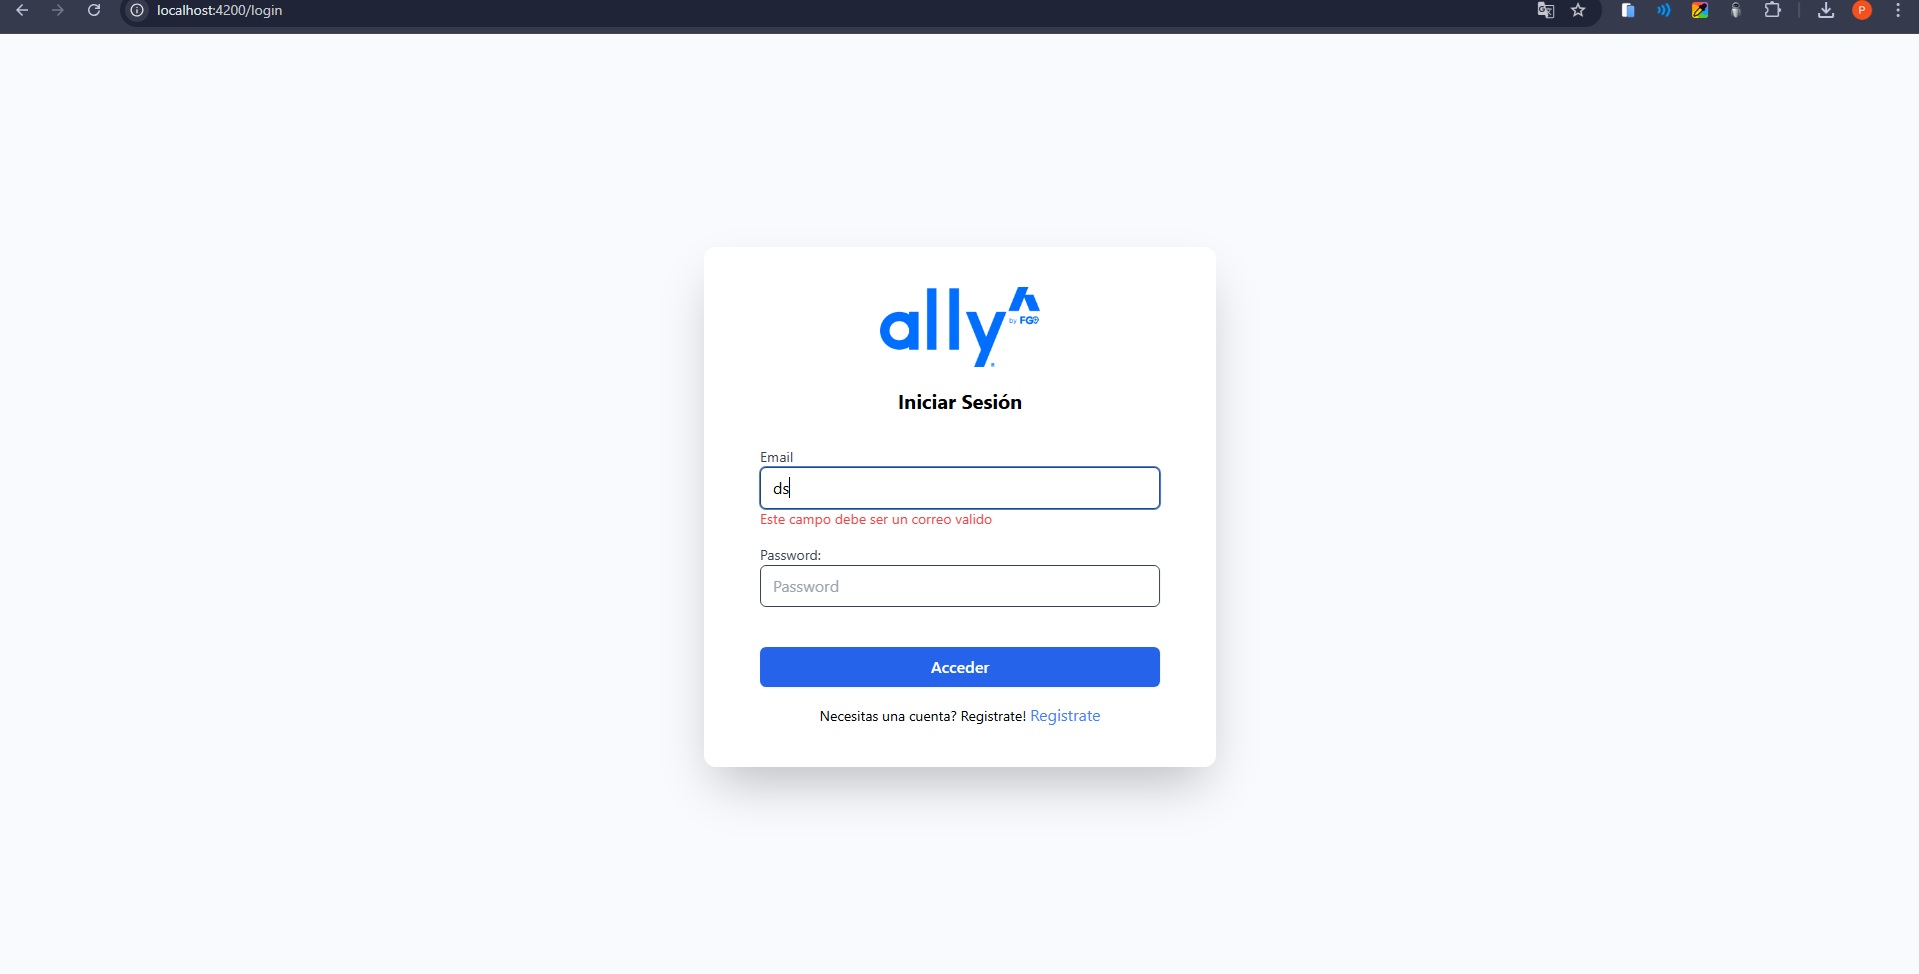 localhost:4200/login
P
ally
by FGO
Iniciar Sesión
Email
ds
Este campo debe ser un correo valido
Password:
Password
Acceder
Necesitas una cuenta? Registrate! Registrate